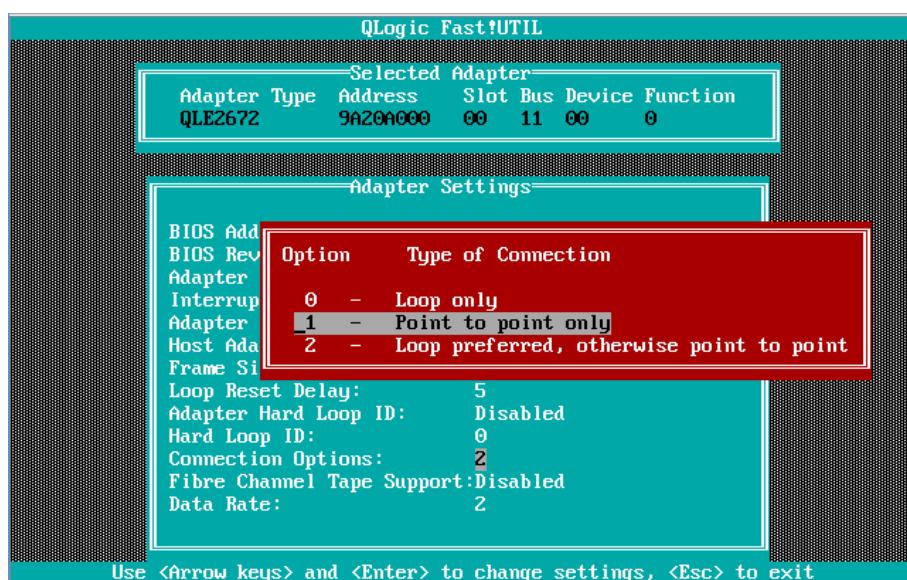 QLogic Fast!UTIL
Selected Adapter
Adapter Type Address Slot Bus Device Function
QLE2672 9A20A000 00 11 00 0
Adapter Settings
BIOS Add
BIOS Rev
Adapter
Interrup
Adapter
Host Ada
Frame Si
Option Type of Connection
0 - Loop only
1 - Point to point only
2 - Loop preferred, otherwise point to point
Loop Reset Delay: 5
Adapter Hard Loop ID: Disabled
Hard Loop ID: 0
Connection Options: 2
Fibre Channel Tape Support:Disabled
Data Rate: 2
Use <Arrow keys> and <Enter> to change settings, <Esc> to exit